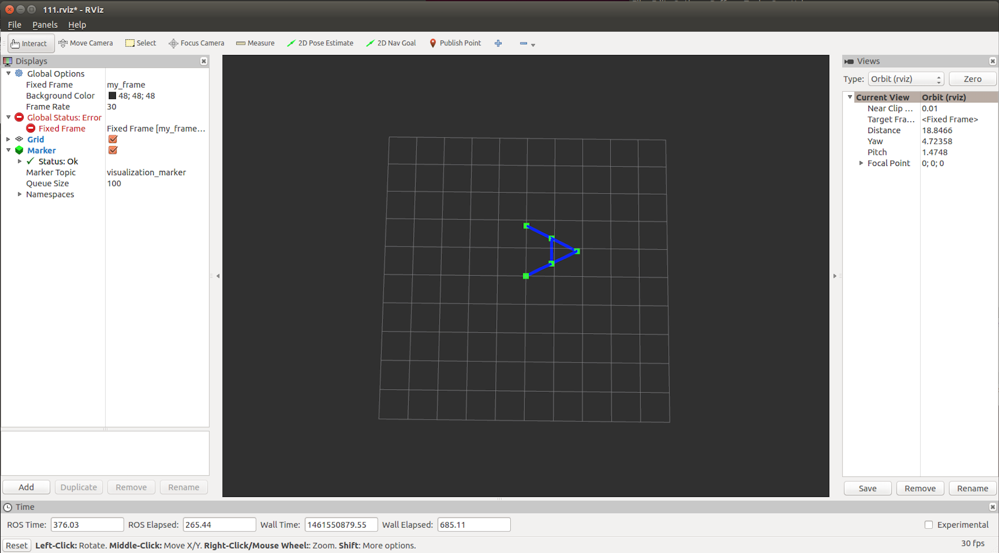 111.rviz* - RViz
File Panels Help
Interact Move Camera Select Focus Camera Measure 2D Pose Estimate 2D Nav Goal Publish Point
Displays
Global Options
Fixed Frame my_frame
Background Color 48; 48; 48
Frame Rate 30
Global Status: Error
Fixed Frame Fixed Frame [my_frame...
Grid
Marker
Status: Ok
Marker Topic visualization_marker
Queue Size 100
Namespaces
Add Duplicate Remove Rename
Views
Type: Orbit (rviz) Zero
Current View Orbit (rviz)
Near Clip ... 0.01
Target Fra... <Fixed Frame>
Distance 18.8466
Yaw 4.72358
Pitch 1.4748
Focal Point 0; 0; 0
Save Remove Rename
Time
ROS Time: 376.03 ROS Elapsed: 265.44 Wall Time: 1461550879.55 Wall Elapsed: 685.11 Experimental
Reset Left-Click: Rotate. Middle-Click: Move X/Y. Right-Click/Mouse Wheel:: Zoom. Shift: More options. 30 fps